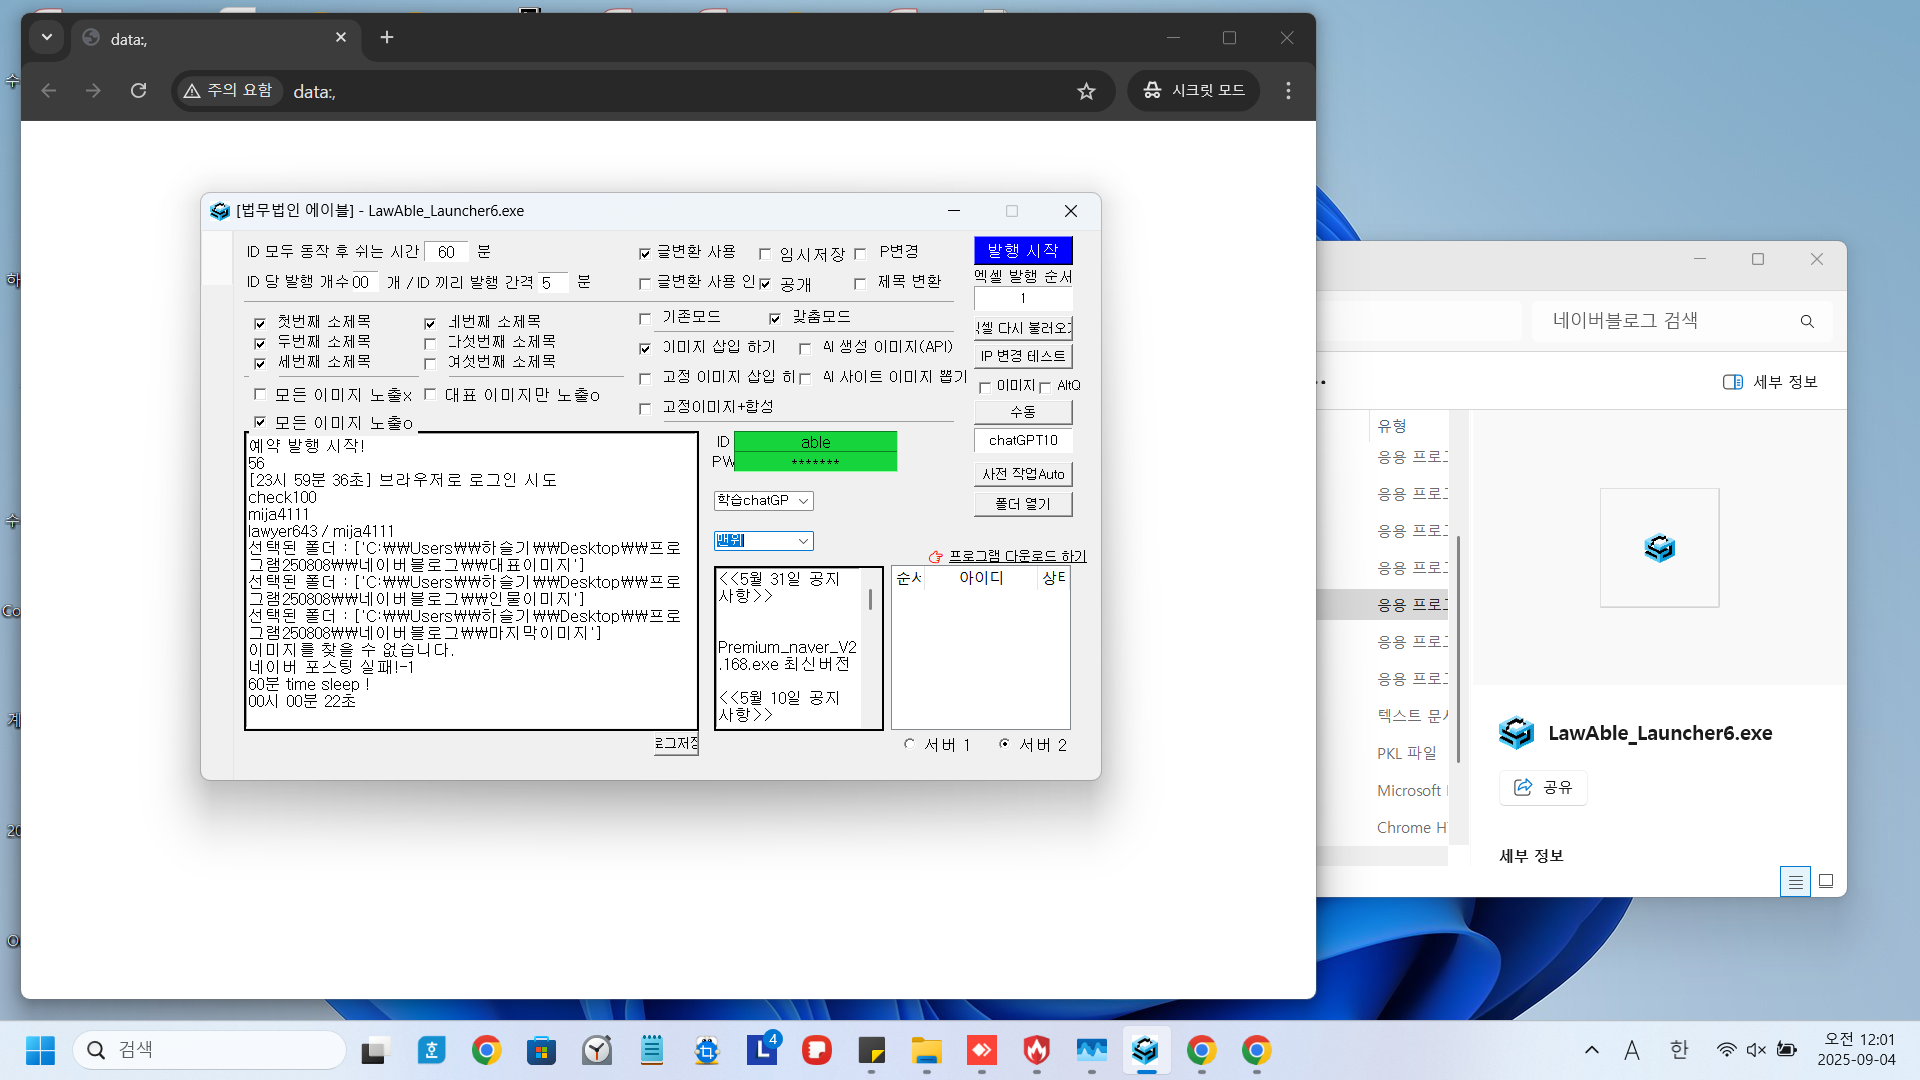 data:,
주의 요함
data:,
시크릿 모드
[법무법인 에이블] - LawAble_Launcher6.exe
ID 모두 동작 후 쉬는 시간 60 분
ID 당 발행 개수 00 개 / ID 끼리 발행 간격 5 분
글변환 사용
임시저장
P변경
글변환 사용 인
공개
제목 변환
발행 시작
엑셀 발행 순서
1
셀 다시 불러오
IP 변경 테스트
이미지
AltQ
수동
chatGPT10
사전 작업Auto
폴더 열기
첫번째 소제목
두번째 소제목
세번째 소제목
네번째 소제목
다섯번째 소제목
여섯번째 소제목
모든 이미지 노출x
대표 이미지만 노출o
모든 이미지 노출o
기존모드
맞춤모드
이미지 삽입 하기
AI 생성 이미지(API)
고정 이미지 삽입 히
AI 사이트 이미지 뽑기
고정이미지+합성
예약 발행 시작!
56
[23시 59분 36초] 브라우저로 로그인 시도
check100
mija4111
lawyer643 / mija4111
선택된 폴더 : ['C:₩₩Users₩₩하슬기₩₩Desktop₩₩프로
그램250808₩₩네이버블로그₩₩대표이미지']
선택된 폴더 : ['C:₩₩Users₩₩하슬기₩₩Desktop₩₩프로
그램250808₩₩네이버블로그₩₩인물이미지']
선택된 폴더 : ['C:₩₩Users₩₩하슬기₩₩Desktop₩₩프로
그램250808₩₩네이버블로그₩₩마지막이미지']
이미지를 찾을 수 없습니다.
네이버 포스팅 실패!-1
60분 time sleep !
00시 00분 22초
로그저장
ID able
PW *******
학습chatGP
맨위
프로그램 다운로드 하기
<<5월 31일 공지
사항>>
Premium_naver_V2
.168.exe 최신버전
<<5월 10일 공지
사항>>
순서 아이디 상태
서버 1
서버 2
네이버블로그 검색
세부 정보
유형
응용 프로그
응용 프로그
응용 프로그
응용 프로그
응용 프로그
응용 프로그
응용 프로그
텍스트 문서
PKL 파일
Microsoft
Chrome H
LawAble_Launcher6.exe
공유
세부 정보
수
하
수
Co
계
20
검색
4
A
한
오전 12:01
2025-09-04